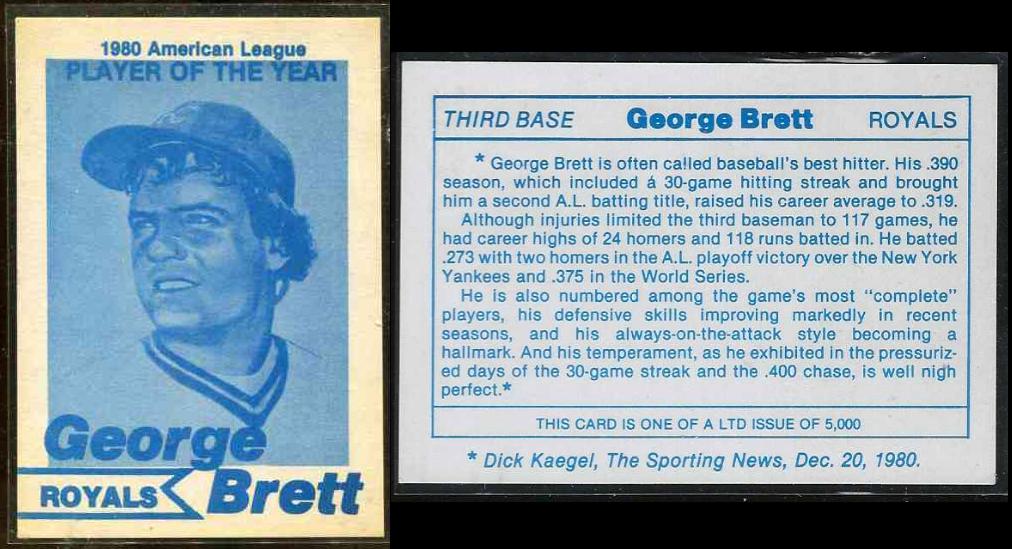 1980 American League
PLAYER OF THE YEAR
George
ROYALS
Brett
THIRD BASE George Brett ROYALS
* George Brett is often called baseball's best hitter. His .390
season, which included á 30-game hitting streak and brought
him a second A.L. batting title, raised his career average to .319.
Although injuries limited the third baseman to 117 games, he
had career highs of 24 homers and 118 runs batted in. He batted
.273 with two homers in the A.L. playoff victory over the New York
Yankees and .375 in the World Series.
He is also numbered among the game's most "complete"
players, his defensive skills improving markedly in recent
seasons, and his always-on-the-attack style becoming a
hallmark. And his temperament, as he exhibited in the pressuriz-
ed days of the 30-game streak and the .400 chase, is well nigh
perfect.*
THIS CARD IS ONE OF A LTD ISSUE OF 5,000
* Dick Kaegel, The Sporting News, Dec. 20, 1980.